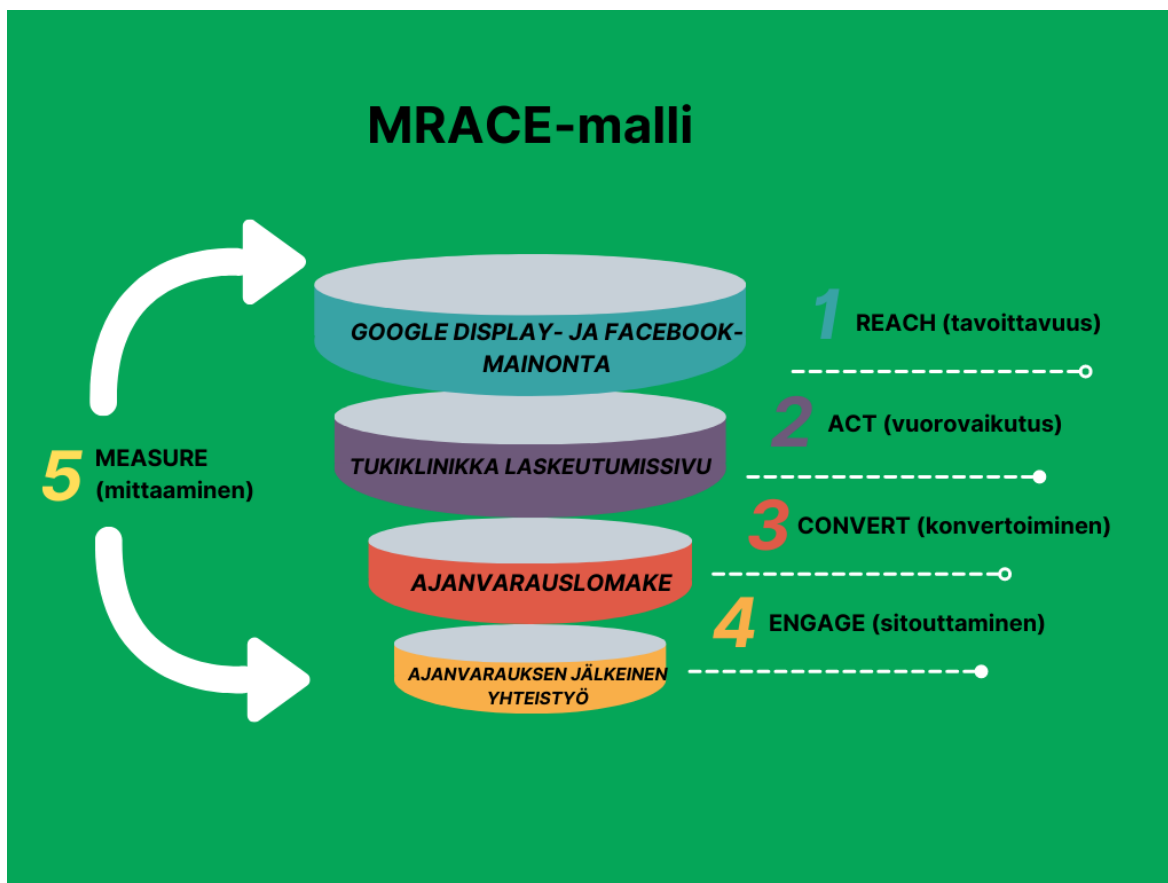 MRACE-malli
GOOGLE DISPLAY- JA FACEBOOK-
MAINONTA
1 REACH (tavoittavuus)
TUKIKLINIKKA LASKEUTUMISSIVU
2 ACT (vuorovaikutus)
AJANVARAUSLOMAKE
3 CONVERT (konvertoiminen)
AJANVARAUKSEN JÄLKEINEN
YHTEISTYÖ
4 ENGAGE (sitouttaminen)
5 MEASURE
(mittaaminen)